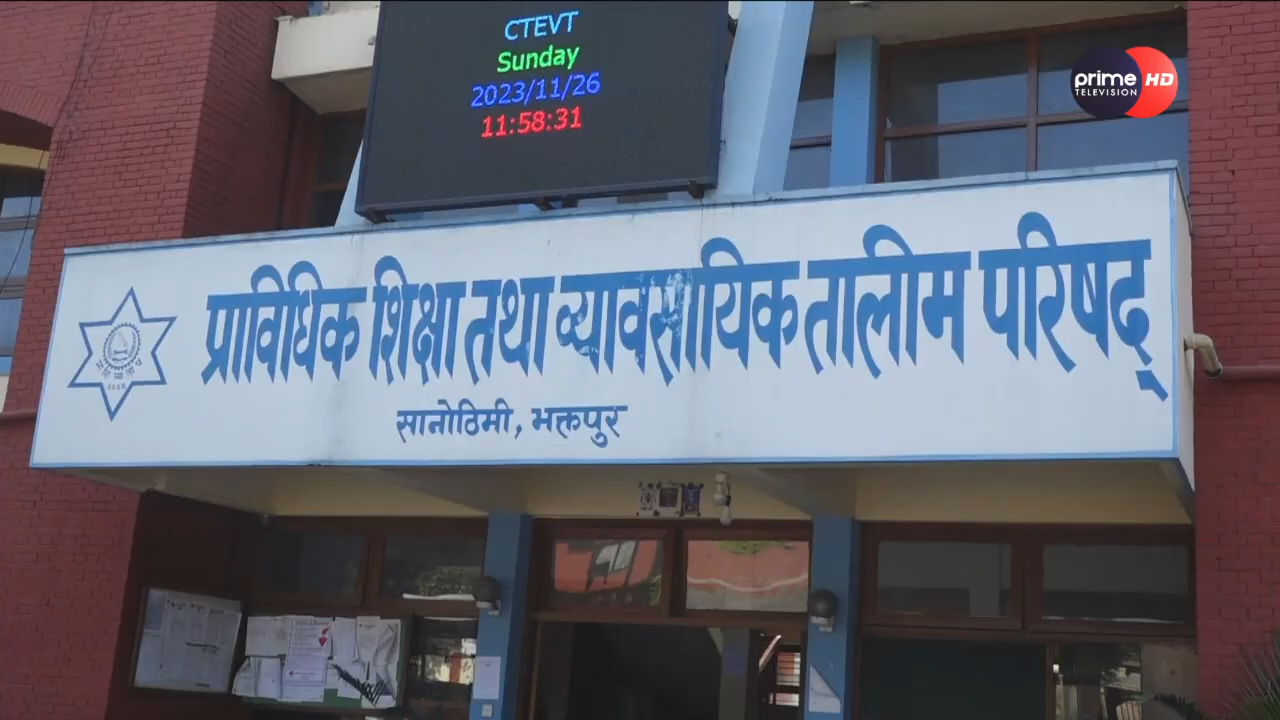 CTEVT
Sunday
2023/11/26
11:58:31
prime HD
TELEVISION
प्राविधिक शिक्षा तथा व्यावसायिक तालीम परिषद्
सानोठिमी, भक्तपुर